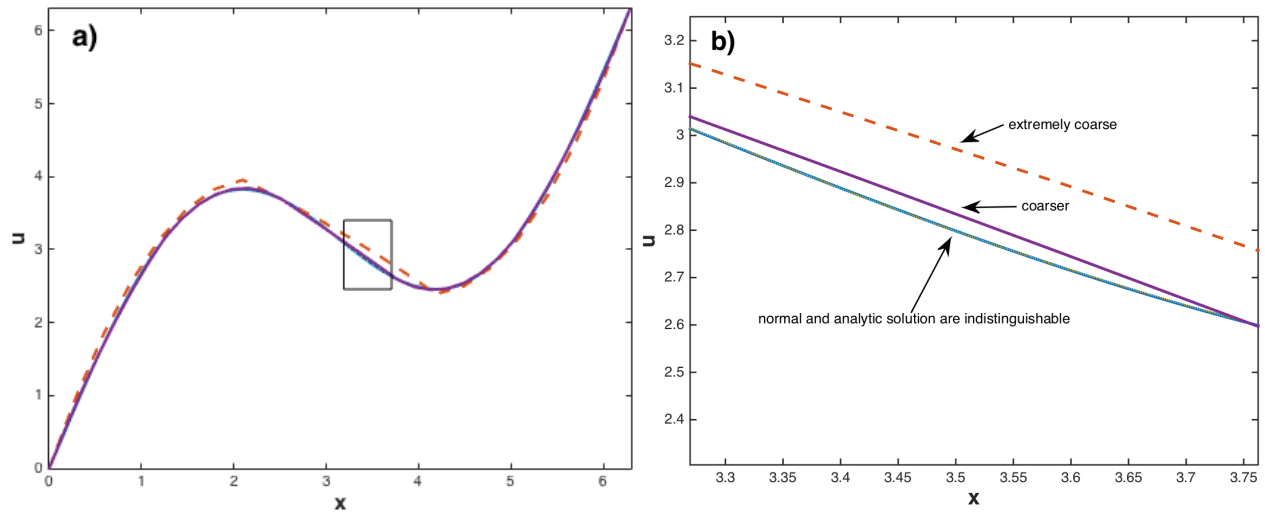 a)
u
6
5
4
3
2
1
0
0 1 2 3 4 5 6
x
b)
u
3.2
3.1
3
2.9
2.8
2.7
2.6
2.5
2.4
extremely coarse
coarser
normal and analytic solution are indistinguishable
3.3 3.35 3.4 3.45 3.5 3.55 3.6 3.65 3.7 3.75
x